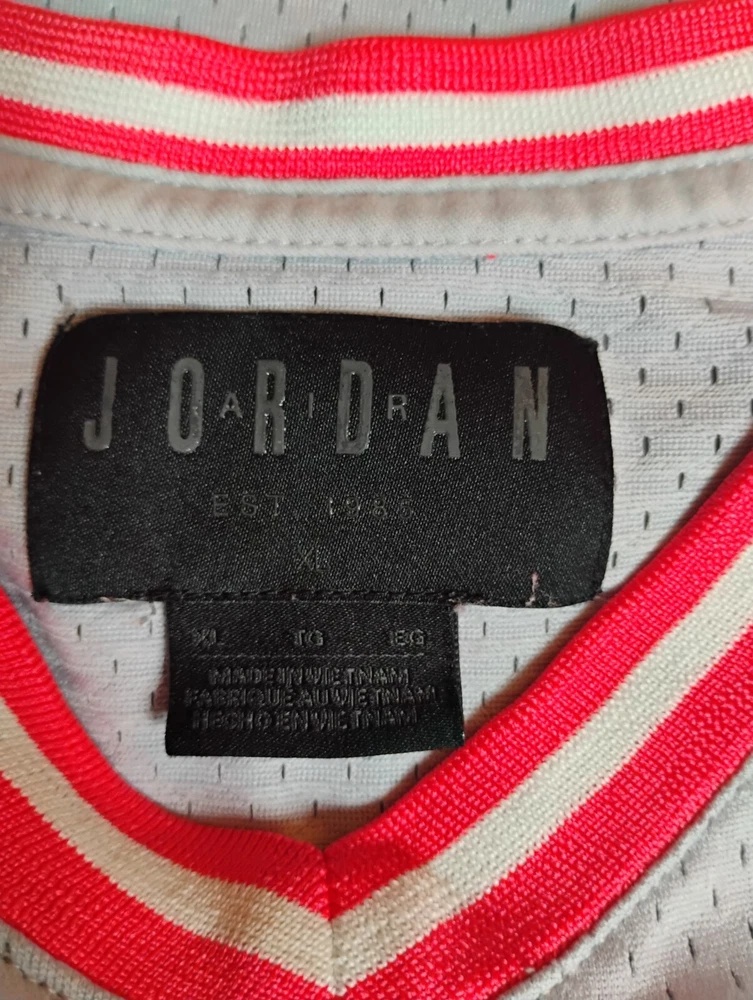 JORDAN
AIR
EST. 1985
XL
XL TG EG
MADE IN VIETNAM
FABRIQUE AU VIETNAM
HECHO EN VIETNAM